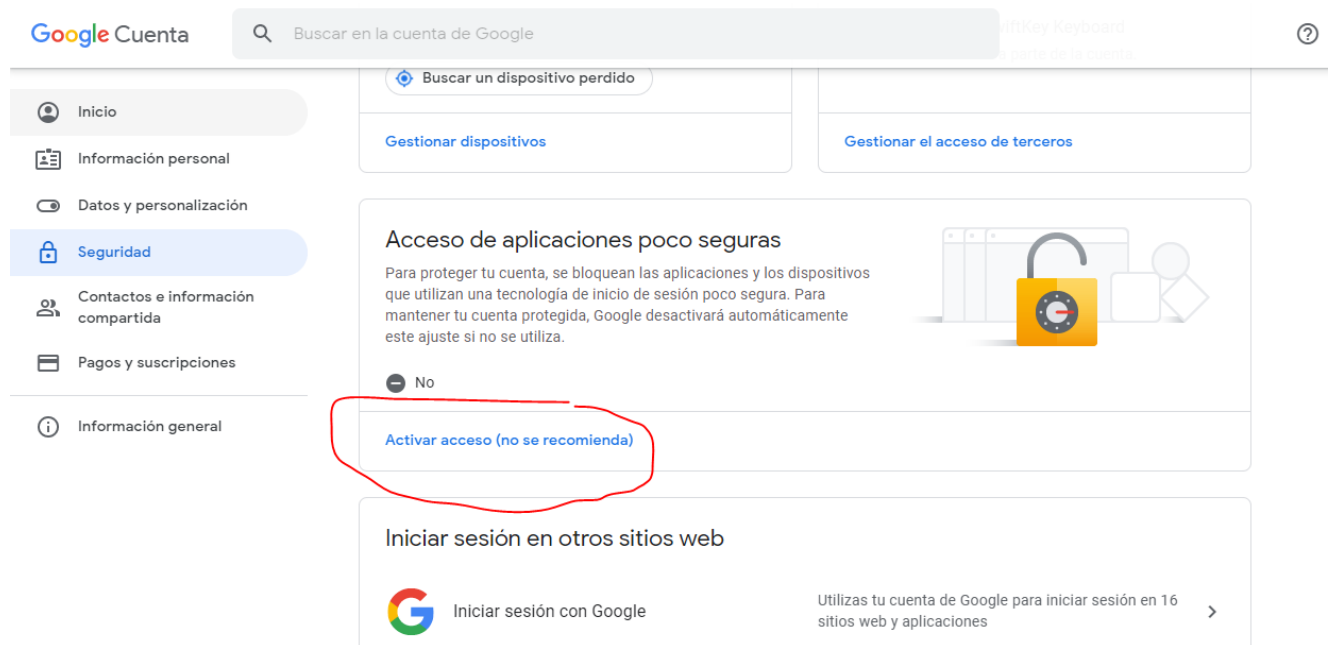 Google Cuenta
Buscar en la cuenta de Google
Buscar un dispositivo perdido
Gestionar dispositivos
Gestionar el acceso de terceros
Inicio
Información personal
Datos y personalización
Seguridad
Contactos e información
compartida
Pagos y suscripciones
Información general
Acceso de aplicaciones poco seguras
Para proteger tu cuenta, se bloquean las aplicaciones y los dispositivos
que utilizan una tecnología de inicio de sesión poco segura. Para
mantener tu cuenta protegida, Google desactivará automáticamente
este ajuste si no se utiliza.
No
Activar acceso (no se recomienda)
Iniciar sesión en otros sitios web
Iniciar sesión con Google
Utilizas tu cuenta de Google para iniciar sesión en 16
sitios web y aplicaciones